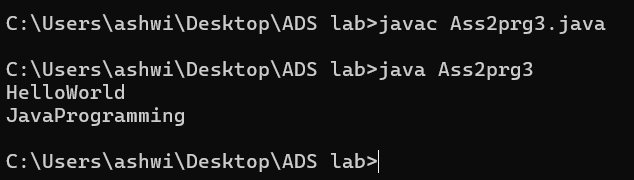 C:\Users\ashwi\Desktop\ADS lab>javac Ass2prg3.java
C:\Users\ashwi\Desktop\ADS lab>java Ass2prg3
HelloWorld
JavaProgramming
C:\Users\ashwi\Desktop\ADS lab>